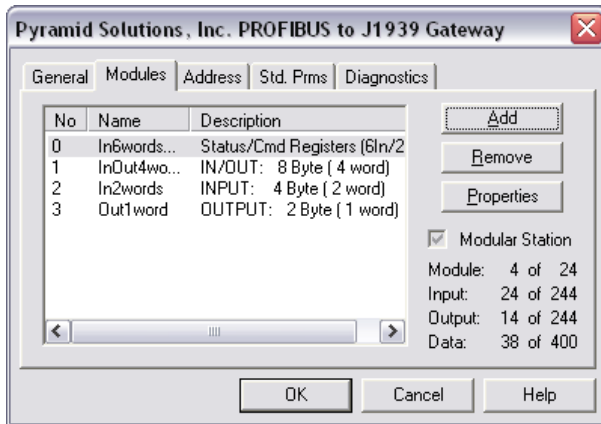 Pyramid Solutions, Inc. PROFIBUS to J1939 Gateway
General Modules Address Std. Prms Diagnostics
No Name Description
0 In6words... Status/Cmd Registers (6In/2
1 InOut4wo... IN/OUT: 8 Byte ( 4 word)
2 In2words INPUT: 4 Byte ( 2 word)
3 Out1word OUTPUT: 2 Byte ( 1 word)
Add
Remove
Properties
Modular Station
Module: 4 of 24
Input: 24 of 244
Output: 14 of 244
Data: 38 of 400
OK Cancel Help